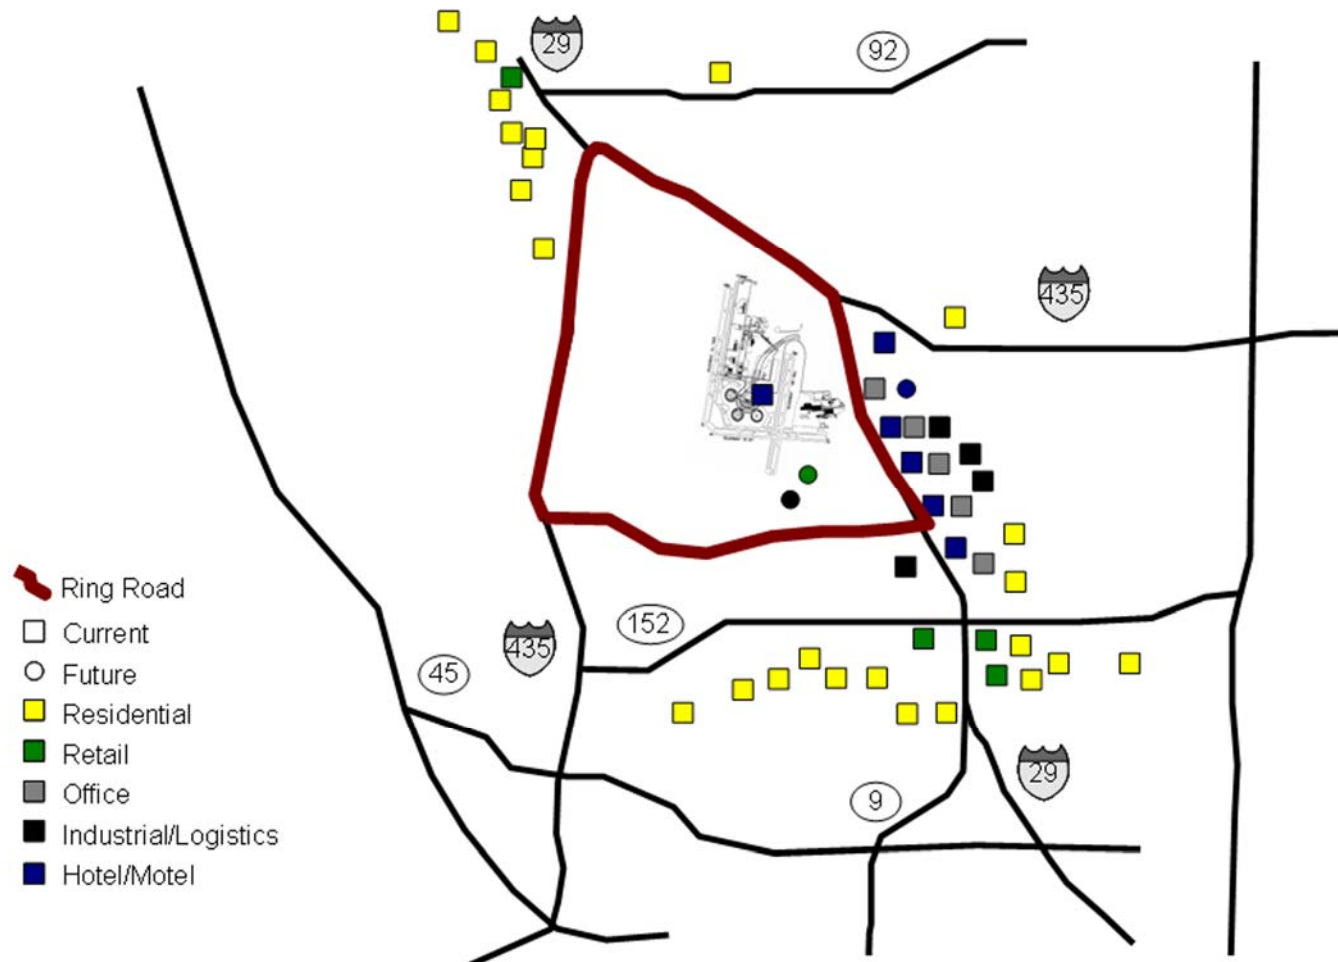 29
92
435
Ring Road
Current
152
435
Future
45
Residential
Retail
29
Office
9
Industrial/Logistics
Hotel/Motel